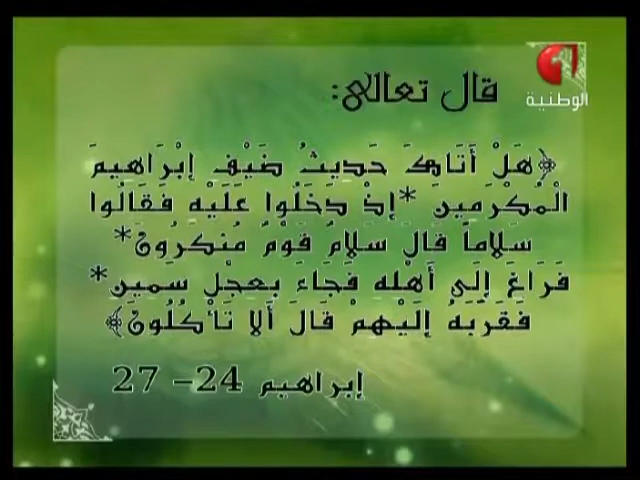 الوطنية
قال تعالى:
﴿هَلْ أَتَاكَ حَدِيثُ ضَيْفِ إِبْرَاهِيمَ
الْمُكْرَمِينَ *إِذْ دَخَلُوا عَلَيْهِ فَقَالُوا
سَلَاماً قَالَ سَلَامٌ قَوْمٌ مُنكَرُونَ*
فَرَاغَ إِلَى أَهْلِهِ فَجَاءَ بِعِجْلٍ سَمِينٍ*
فَقَرَّبَهُ إِلَيْهِمْ قَالَ أَلَا تَأْكُلُونَ﴾
إبراهيم 24- 27